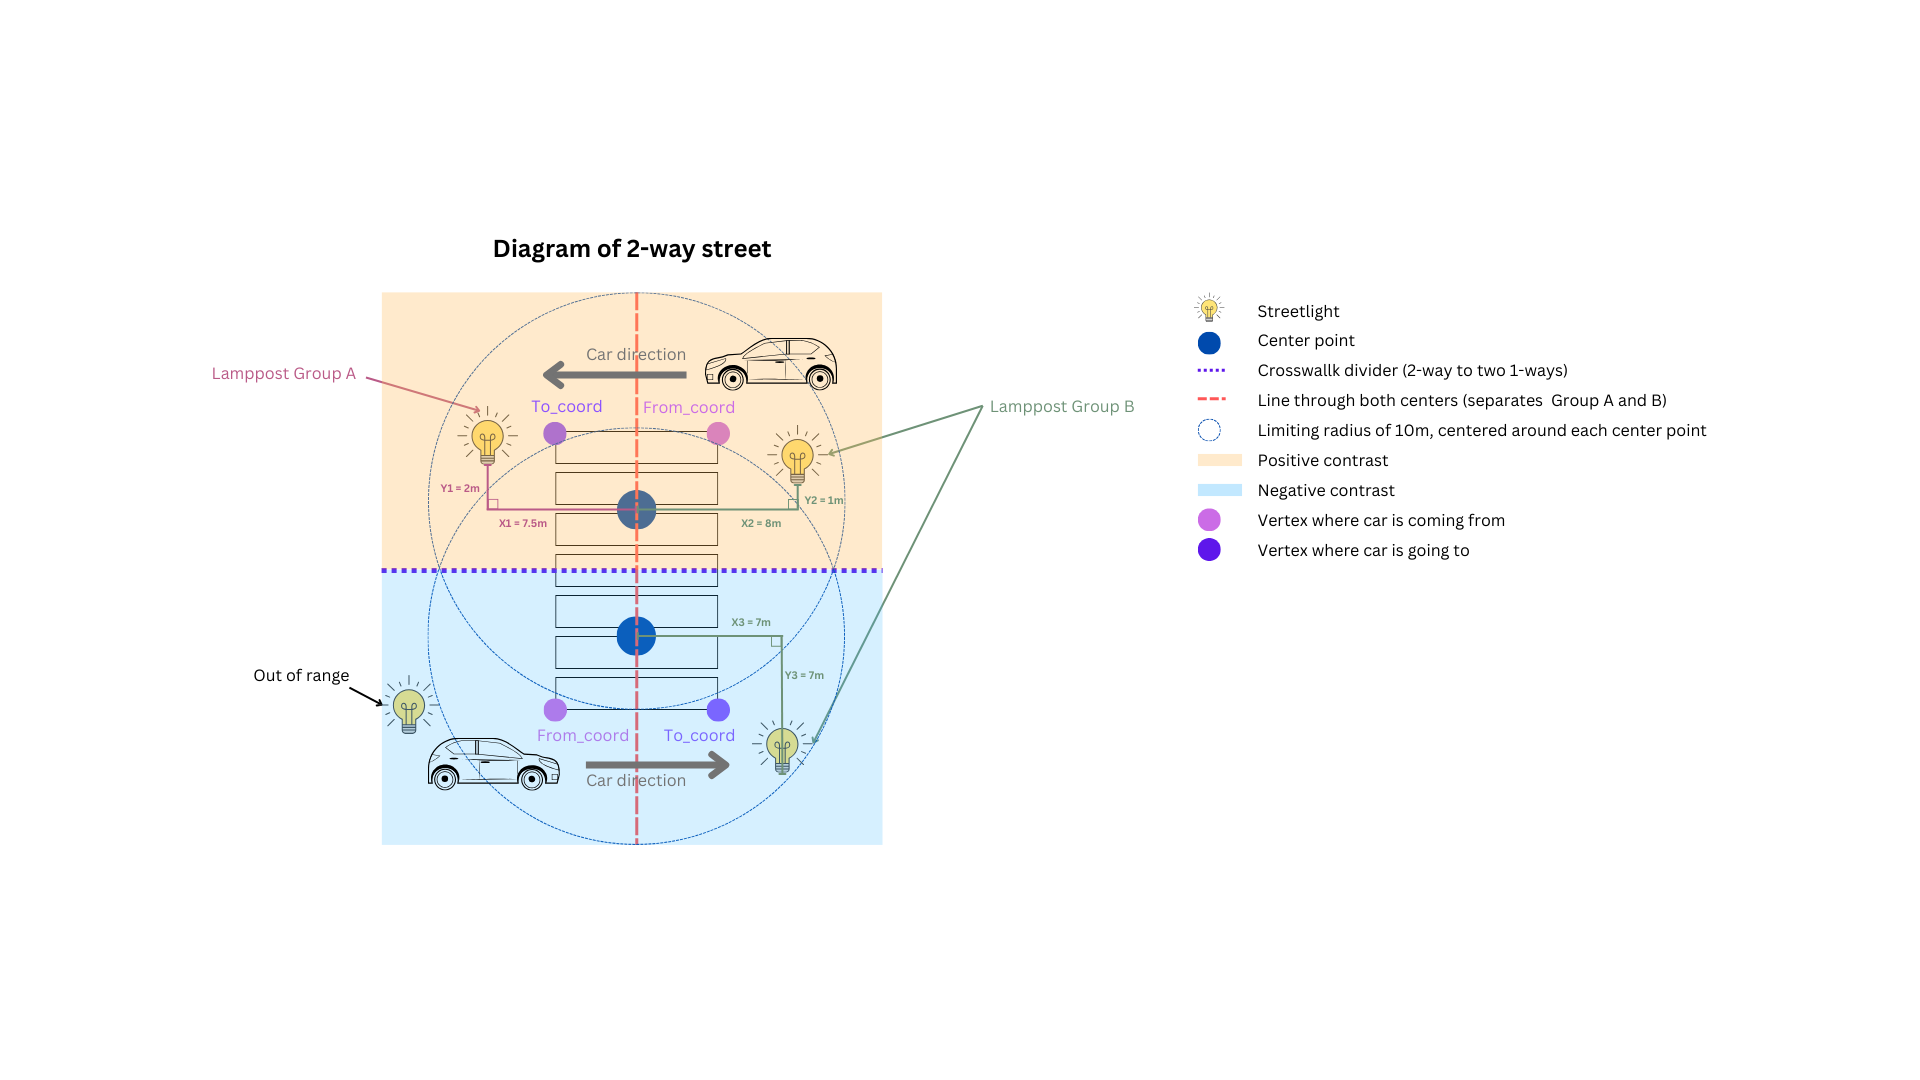 Diagram of 2-way street
Car direction
Lamppost Group A
To_coord
From_coord
Lamppost Group B
Y1 = 2m
X1 = 7.5m
X2 = 8m
Y2 = 1m
X3 = 7m
Y3 = 7m
Out of range
From_coord
To_coord
Car direction
Streetlight
Center point
Crosswallk divider (2-way to two 1-ways)
Line through both centers (separates Group A and B)
Limiting radius of 10m, centered around each center point
Positive contrast
Negative contrast
Vertex where car is coming from
Vertex where car is going to